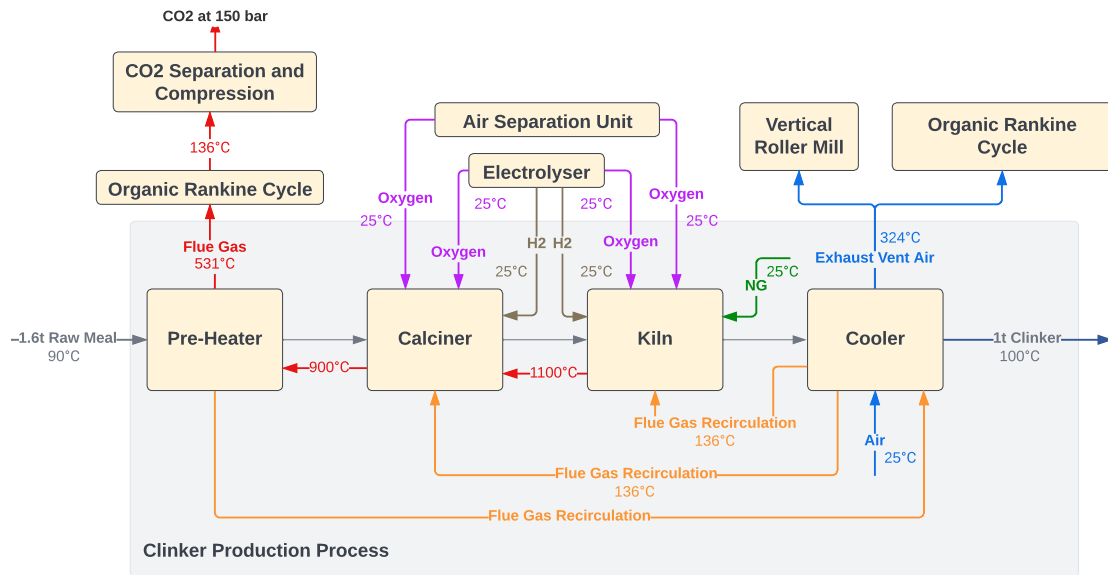 CO2 at 150 bar
CO2 Separation and
Compression
136°C
Organic Rankine Cycle
Flue Gas
531°C
Air Separation Unit
Electrolyser
Oxygen
25°C
25°C
Oxygen
25°C
Oxygen
25°C
Oxygen
H2
H2
25°C
25°C
Vertical
Roller Mill
Organic Rankine
Cycle
324°C
Exhaust Vent Air
25°C
NG
1.6t Raw Meal
90°C
Pre-Heater
Calciner
Kiln
Cooler
1t Clinker
100°C
900°C
1100°C
Flue Gas Recirculation
136°C
Air
25°C
Flue Gas Recirculation
136°C
Flue Gas Recirculation
Clinker Production Process